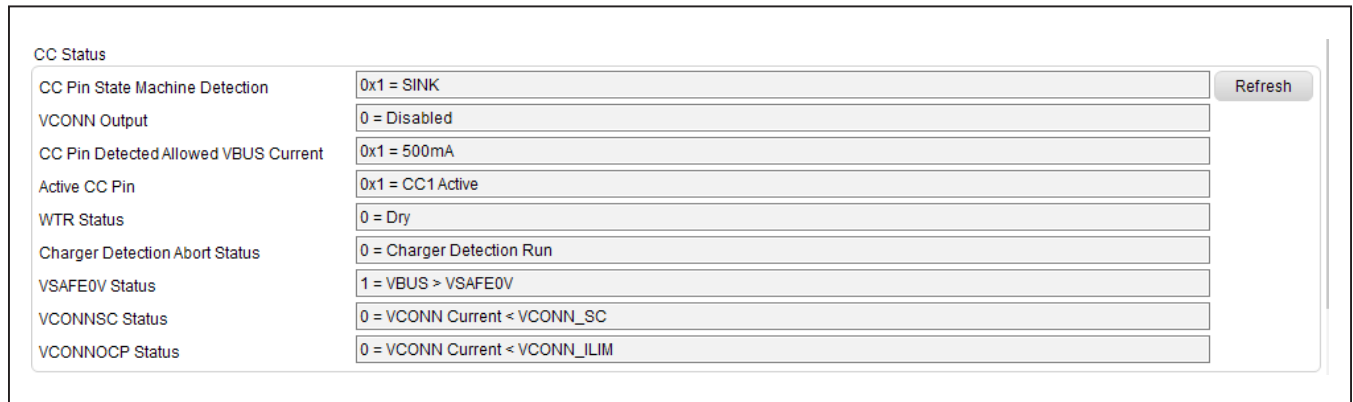 CC Status
CC Pin State Machine Detection 0x1 = SINK Refresh
VCONN Output 0 = Disabled
CC Pin Detected Allowed VBUS Current 0x1 = 500mA
Active CC Pin 0x1 = CC1 Active
WTR Status 0 = Dry
Charger Detection Abort Status 0 = Charger Detection Run
VSAFE0V Status 1 = VBUS > VSAFE0V
VCONNSC Status 0 = VCONN Current < VCONN_SC
VCONNOCP Status 0 = VCONN Current < VCONN_ILIM